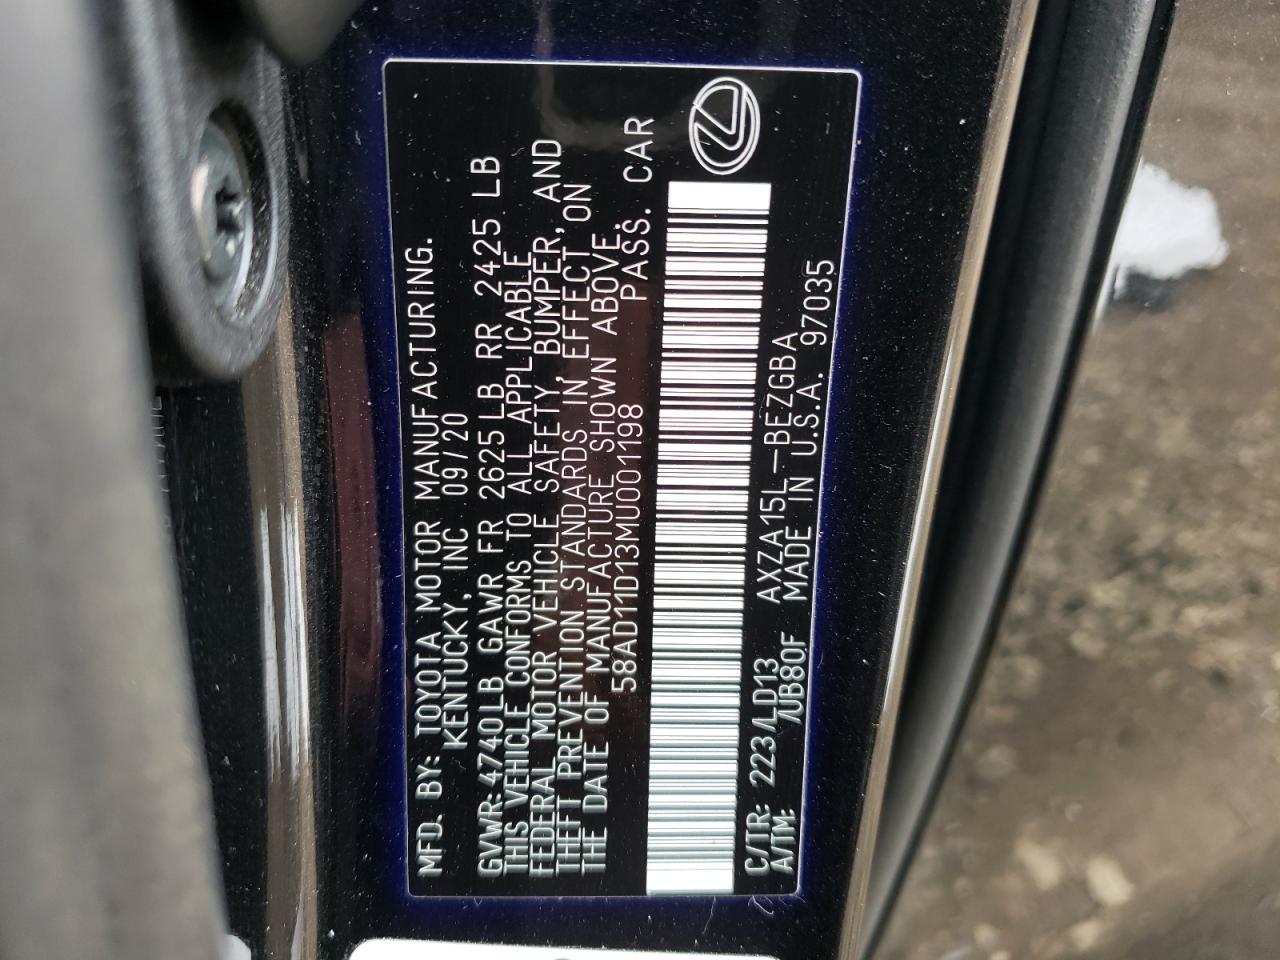 MFD. BY: TOYOTA MOTOR MANUFACTURING.
KENTUCKY, INC 09/20
GVWR: 4740LB GAWR FR 2625LB RR 2425 LB
THIS VEHICLE CONFORMS TO ALL APPLICABLE
FEDERAL MOTOR VEHICLE SAFETY, BUMPER, AND
THEFT PREVENTION STANDARDS IN EFFECT ON
THE DATE OF MANUFACTURE SHOWN ABOVE.
58AD11D13MU001198 PASS. CAR
C/TR: 223/LD13 AXZA15L-BEZGBA
A/TM: /UB80F MADE IN U.S.A. 97035